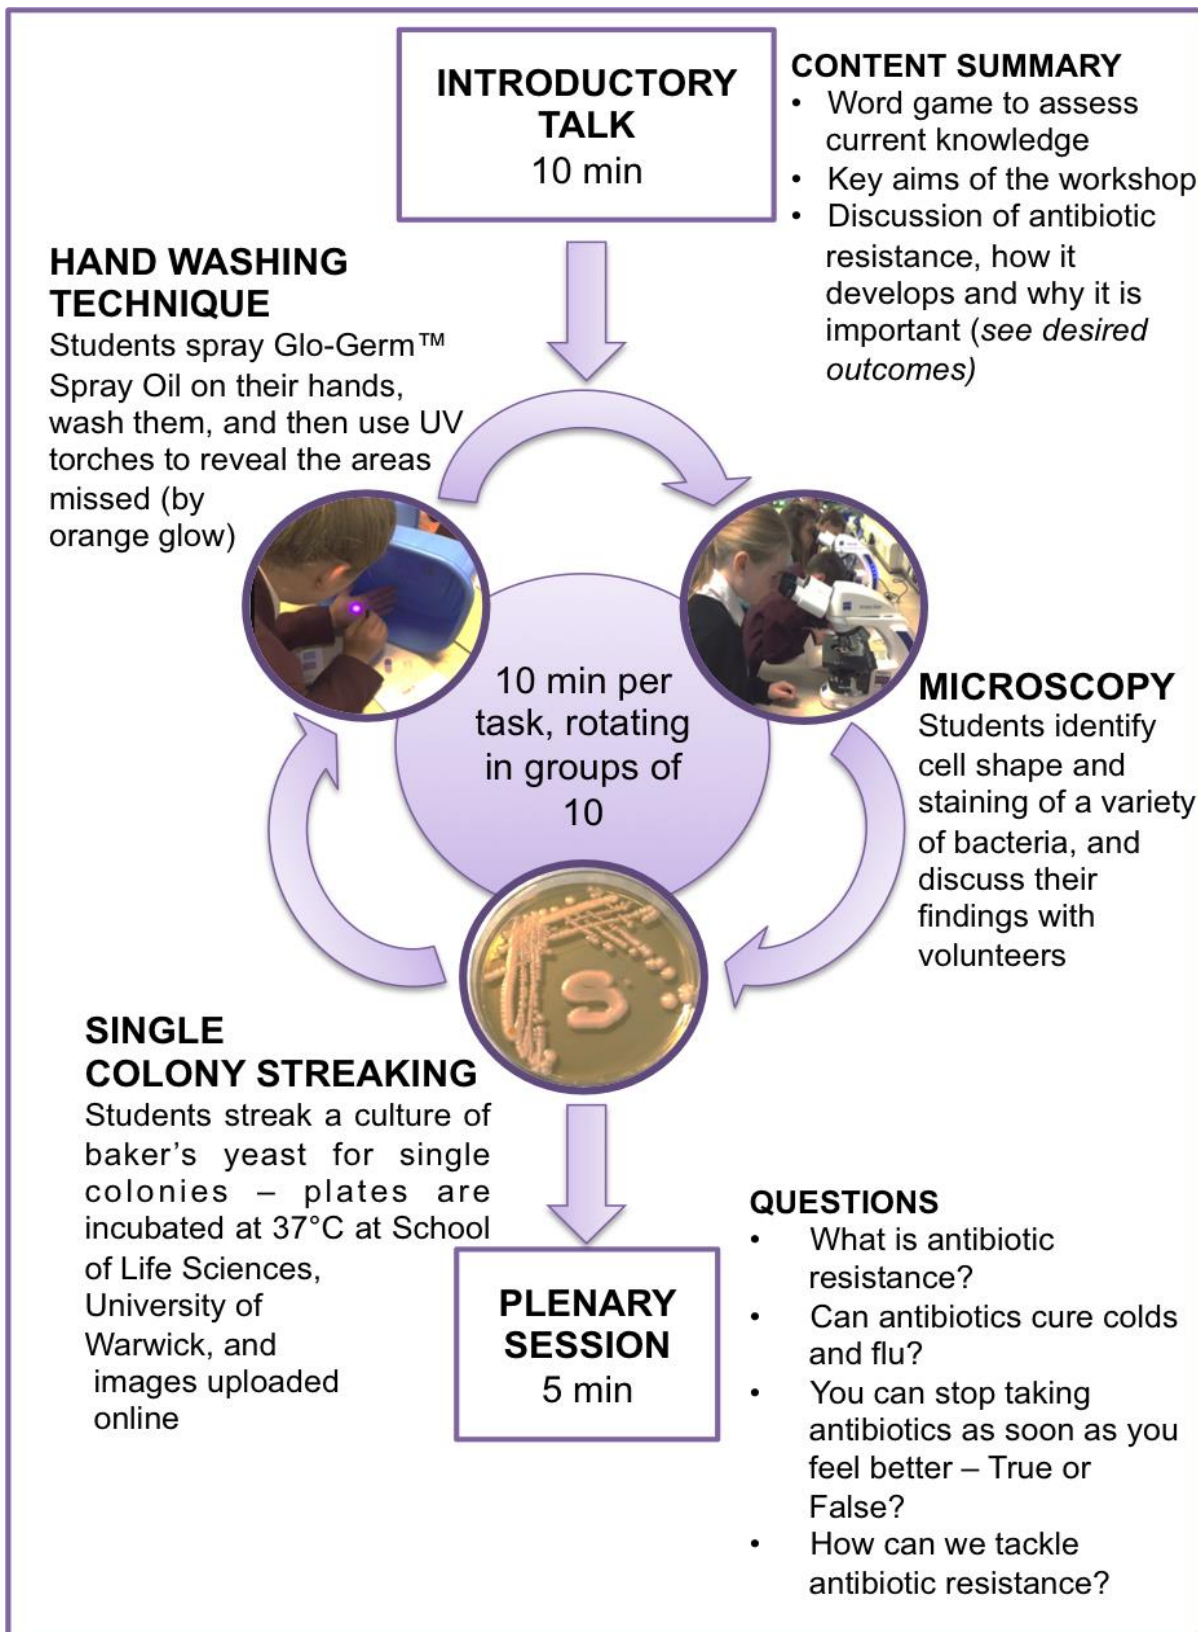 INTRODUCTORY
TALK
10 min
CONTENT SUMMARY
• Word game to assess
current knowledge
• Key aims of the workshop
• Discussion of antibiotic
resistance, how it
develops and why it is
important (see desired
outcomes)
HAND WASHING
TECHNIQUE
Students spray Glo-Germ™
Spray Oil on their hands,
wash them, and then use UV
torches to reveal the areas
missed (by
orange glow)
10 min per
task, rotating
in groups of
10
MICROSCOPY
Students identify
cell shape and
staining of a variety
of bacteria, and
discuss their
findings with
volunteers
S
SINGLE
COLONY STREAKING
Students streak a culture of
baker's yeast for single
colonies – plates are
incubated at 37°C at School
of Life Sciences,
University of
Warwick, and
images uploaded
online
PLENARY
SESSION
5 min
QUESTIONS
• What is antibiotic
resistance?
• Can antibiotics cure colds
and flu?
• You can stop taking
antibiotics as soon as you
feel better – True or
False?
• How can we tackle
antibiotic resistance?